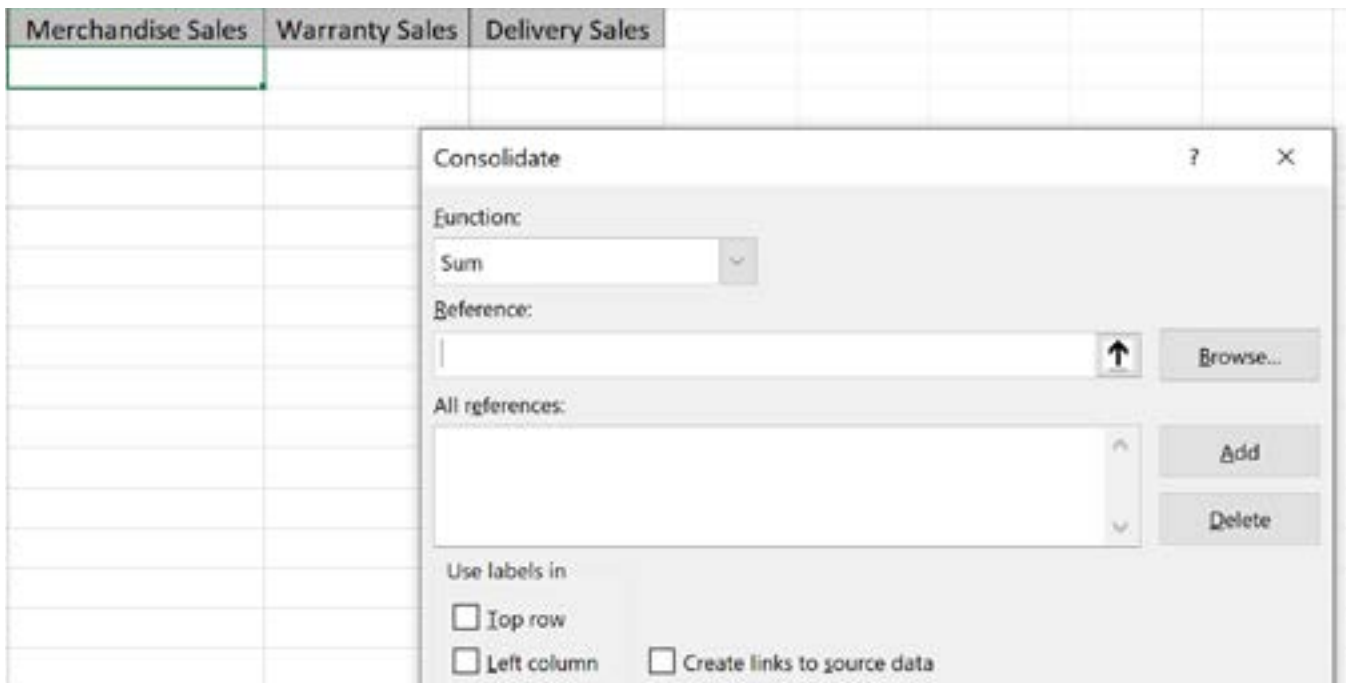 Merchandise Sales Warranty Sales Delivery Sales
Consolidate ? ×
Function:
Sum
Reference:
Browse...
All references:
Add
Delete
Use labels in
Top row
Left column Create links to source data